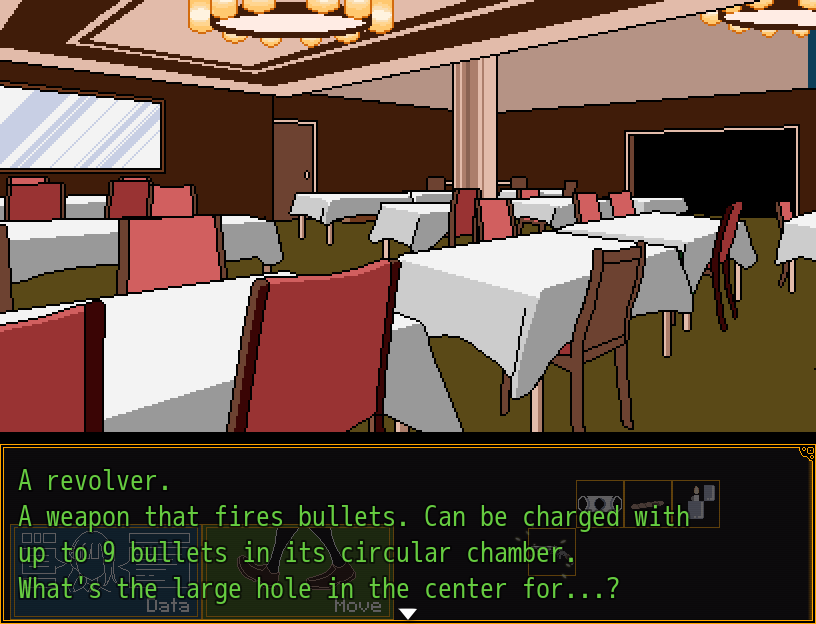 A revolver.
A weapon that fires bullets. Can be charged with
up to 9 bullets in its circular chamber.
What's the large hole in the center for...?
Data
Move